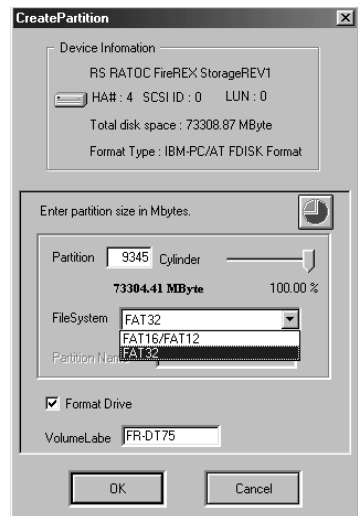 CreatePartition
Device Infomation
RS RATOC FireREX StorageREV1
HA# : 4 SCSI ID : 0 LUN : 0
Total disk space : 73308.87 MByte
Format Type : IBM-PC/AT FDISK Format
Enter partition size in Mbytes.
Partition 9345 Cylinder
73304.41 MByte 100.00 %
FileSystem FAT32
FAT16/FAT12
FAT32
Partition
Format Drive
VolumeLabe FR-DT75
OK Cancel